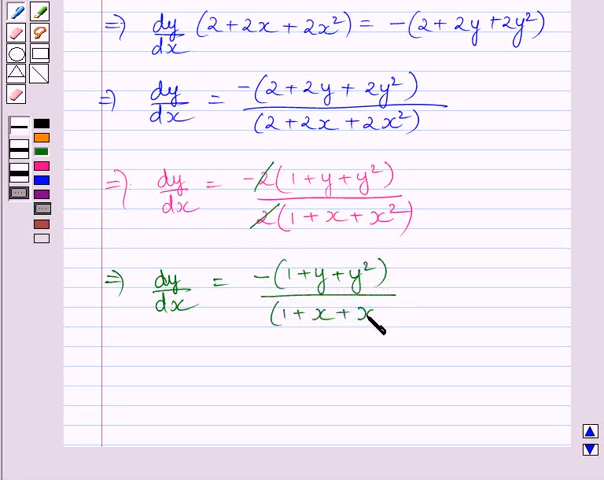 ⇒ dy/dx (2 + 2x + 2x²) = -(2 + 2y + 2y²)
⇒ dy/dx = -(2 + 2y + 2y²)/(2 + 2x + 2x²)
⇒ dy/dx = -2(1 + y + y²)/2(1 + x + x²)
⇒ dy/dx = -(1 + y + y²)/(1 + x + x